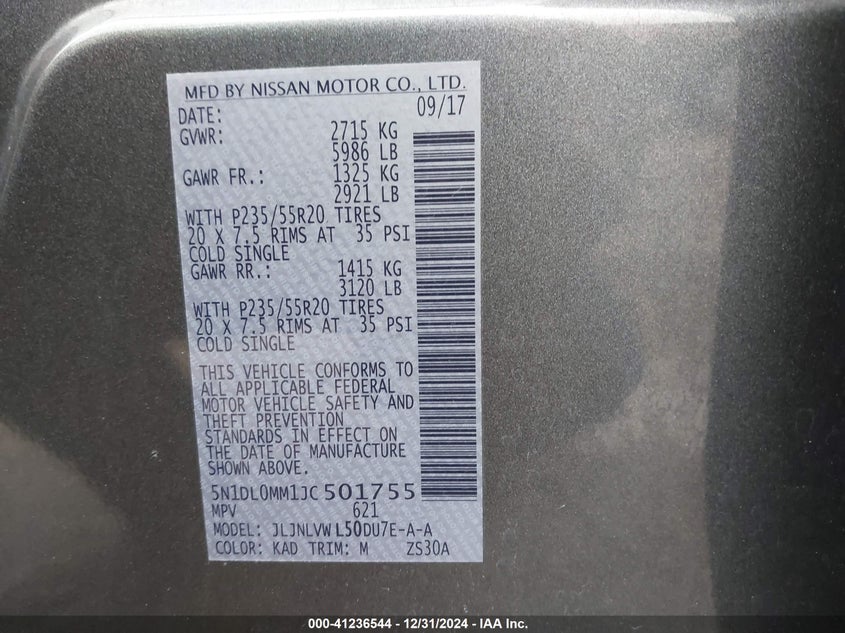 MFD BY NISSAN MOTOR CO., LTD.
DATE: 09/17
GVWR: 2715 KG
5986 LB
GAWR FR.: 1325 KG
2921 LB
WITH P235/55R20 TIRES
20 X 7.5 RIMS AT 35 PSI
COLD SINGLE
GAWR RR.: 1415 KG
3120 LB
WITH P235/55R20 TIRES
20 X 7.5 RIMS AT 35 PSI
COLD SINGLE
THIS VEHICLE CONFORMS TO
ALL APPLICABLE FEDERAL
MOTOR VEHICLE SAFETY AND
THEFT PREVENTION
STANDARDS IN EFFECT ON
THE DATE OF MANUFACTURE
SHOWN ABOVE.
5N1DL0MM1JC501755
MPV 621
MODEL: JLJNLVWL50DU7E-A-A
COLOR: KAD TRIM: M ZS30A
000-41236544 - 12/31/2024 - IAA Inc.